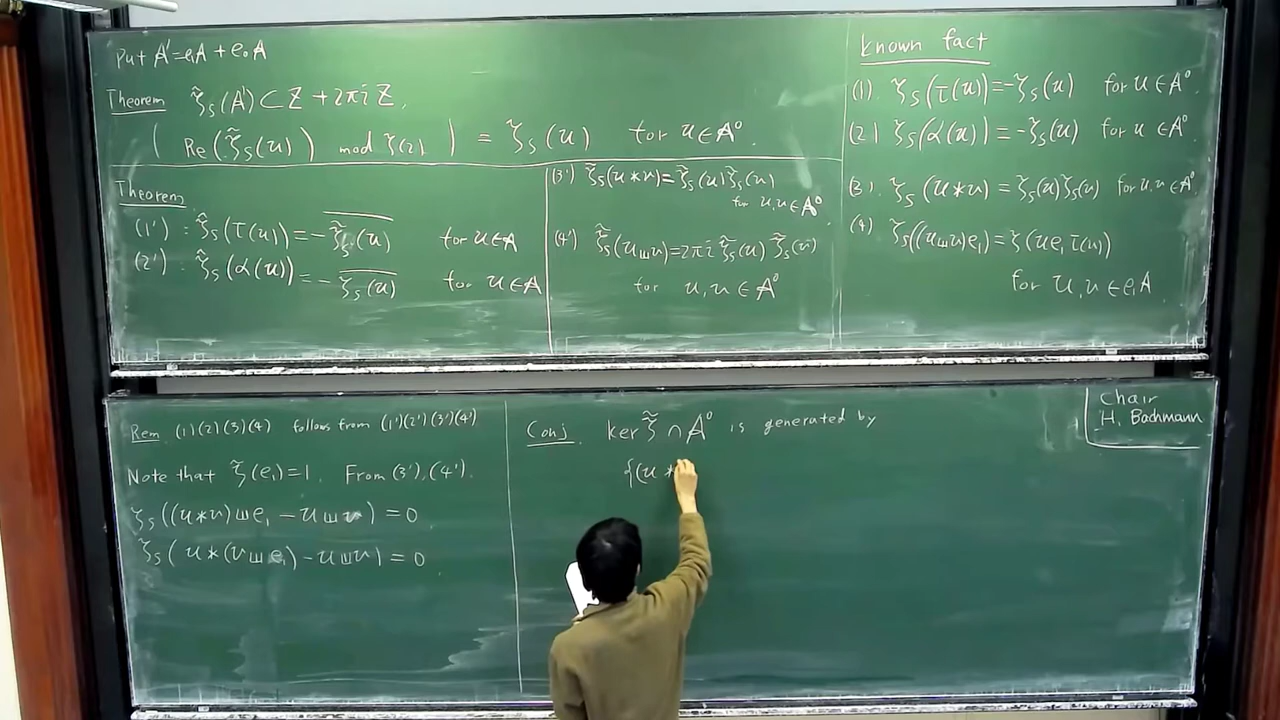 Put A' = e₁A + e₀A
Theorem ζ̂_S(A') ⊂ Z + 2πi Z.
( Re(ζ̂_S(u)) mod ζ(2) ) = ζ_S(u) for u ∈ A⁰.
Theorem
(1') : ζ̂_S(τ(u)) = - \overline{ζ̂_S(u)} for u ∈ A
(2') : ζ̂_S(α(u)) = - \overline{ζ_S(u)} for u ∈ A
(3') ζ̂_S(u * v) = ζ̂_S(u) ζ̂_S(v)
for u, v ∈ A⁰
(4') ζ̂_S(u ш v) = 2πi ζ̂_S(u) ζ̂_S(v)
for u, v ∈ A⁰
known fact
(1). ζ_S(τ(u)) = -ζ_S(u) for u ∈ A⁰.
(2.) ζ_S(α(u)) = -ζ_S(u) for u ∈ A⁰
(3). ζ_S(u * v) = ζ_S(u) ζ_S(v) for u, v ∈ A⁰
(4) ζ_S((u ш v)e₁) = ζ(u e₁ τ(v))
for u, v ∈ e₁A
Rem (1)(2)(3)(4) follows from (1')(2')(3')(4')
Note that ζ̃(e₁) = 1. From (3'), (4').
ζ_S((u * v) ш e₁ - u ш v) = 0
ζ_S(u * (v ш e₁) - u ш v) = 0
Conj. ker ζ̃ ∩ A⁰ is generated by
{(u *
Chair
H. Bachmann